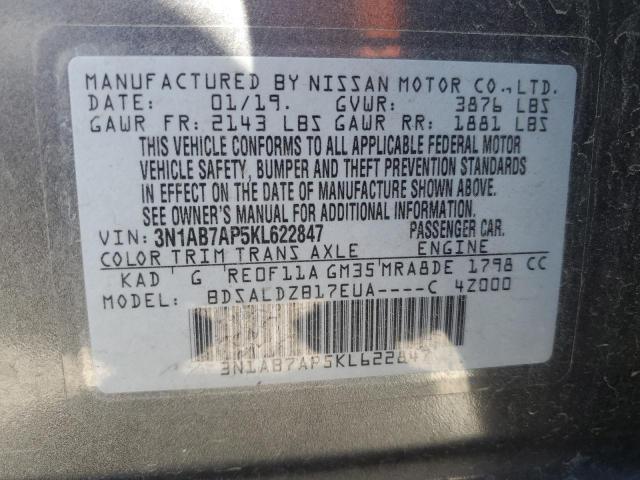 MANUFACTURED BY NISSAN MOTOR CO., LTD.
DATE: 01/19. GVWR: 3876 LBS
GAWR FR: 2143 LBS GAWR RR: 1881 LBS
THIS VEHICLE CONFORMS TO ALL APPLICABLE FEDERAL MOTOR
VEHICLE SAFETY, BUMPER AND THEFT PREVENTION STANDARDS
IN EFFECT ON THE DATE OF MANUFACTURE SHOWN ABOVE.
SEE OWNER'S MANUAL FOR ADDITIONAL INFORMATION.
VIN: 3N1AB7AP5KL622847 PASSENGER CAR.
COLOR TRIM TRANS AXLE ENGINE
KAD G RE0F11A GM35 MRA8DE 1798 CC
MODEL: BDSALDZB17EUA----C 4Z000
3N1AB7AP5KL622847